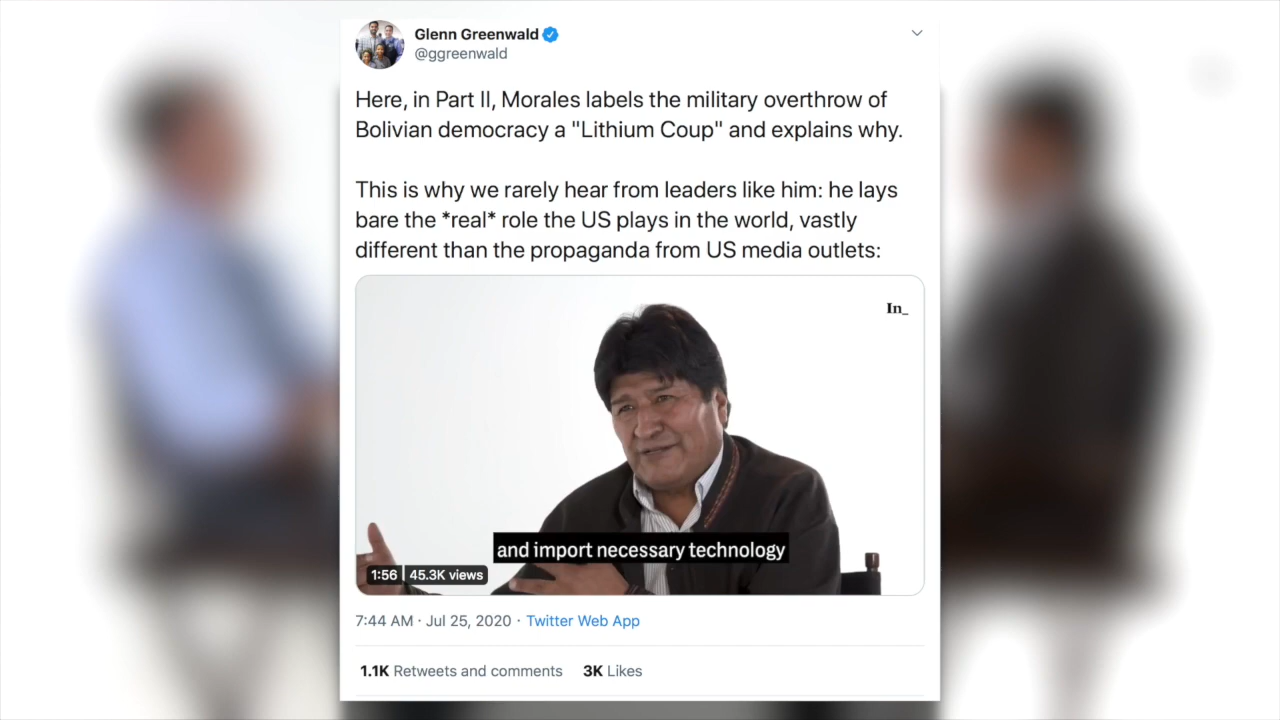 Glenn Greenwald
@ggreenwald
Here, in Part II, Morales labels the military overthrow of
Bolivian democracy a "Lithium Coup" and explains why.
This is why we rarely hear from leaders like him: he lays
bare the *real* role the US plays in the world, vastly
different than the propaganda from US media outlets:
In_
and import necessary technology
1:56 | 45.3K views
7:44 AM · Jul 25, 2020 · Twitter Web App
1.1K Retweets and comments 3K Likes